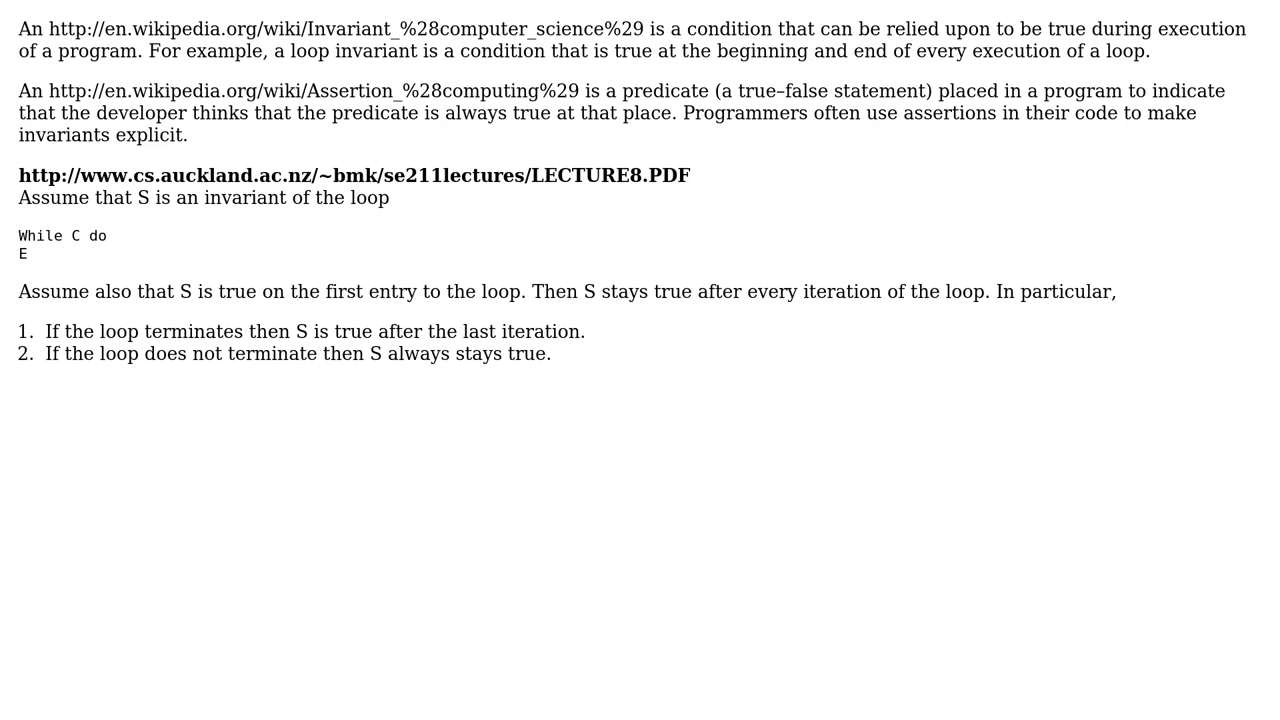 An http://en.wikipedia.org/wiki/Invariant_%28computer_science%29 is a condition that can be relied upon to be true during execution
of a program. For example, a loop invariant is a condition that is true at the beginning and end of every execution of a loop.
An http://en.wikipedia.org/wiki/Assertion_%28computing%29 is a predicate (a true–false statement) placed in a program to indicate
that the developer thinks that the predicate is always true at that place. Programmers often use assertions in their code to make
invariants explicit.
http://www.cs.auckland.ac.nz/~bmk/se211lectures/LECTURE8.PDF
Assume that S is an invariant of the loop
While C do
E
Assume also that S is true on the first entry to the loop. Then S stays true after every iteration of the loop. In particular,
1. If the loop terminates then S is true after the last iteration.
2. If the loop does not terminate then S always stays true.